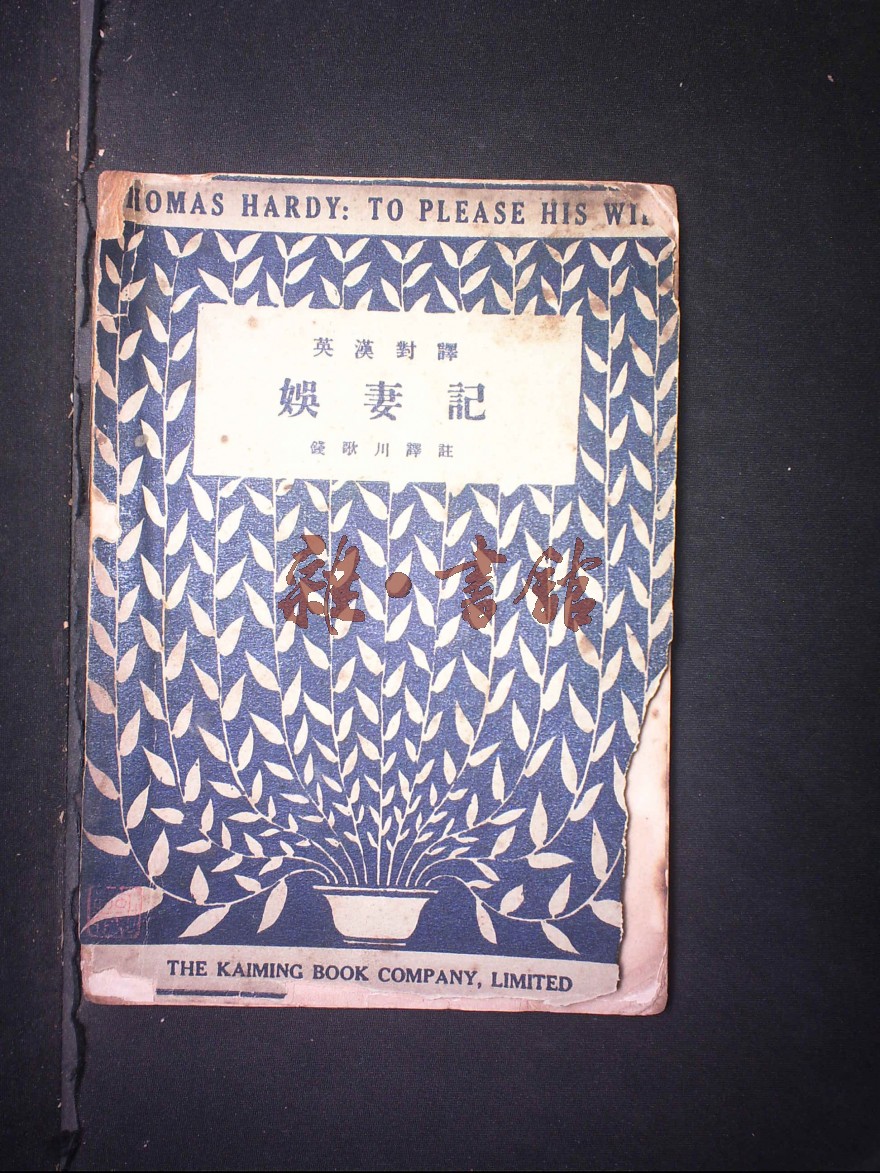 HOMAS HARDY: TO PLEASE HIS WI
英漢對譯
娛妻記
錢歌川譯註
雜·書館
THE KAIMING BOOK COMPANY, LIMITED